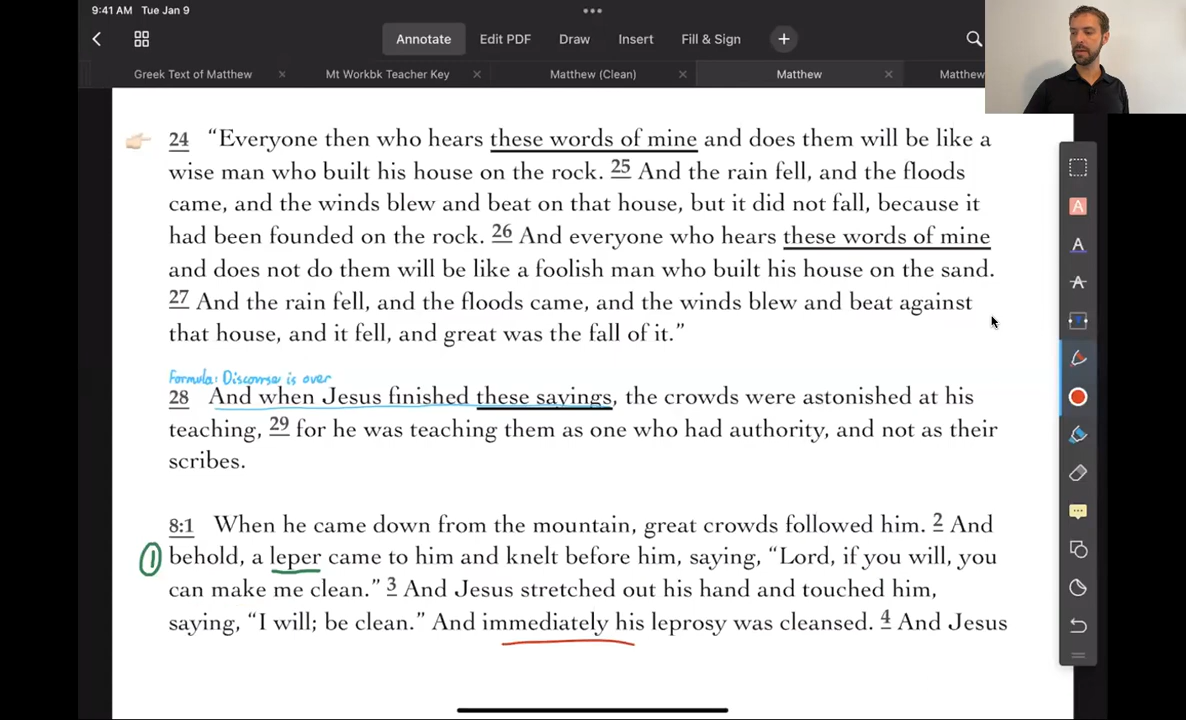 9:41 AM Tue Jan 9
Annotate Edit PDF Draw Insert Fill & Sign
Greek Text of Matthew Mt Workbk Teacher Key Matthew (Clean) Matthew Matthew
24 “Everyone then who hears these words of mine and does them will be like a
wise man who built his house on the rock. 25 And the rain fell, and the floods
came, and the winds blew and beat on that house, but it did not fall, because it
had been founded on the rock. 26 And everyone who hears these words of mine
and does not do them will be like a foolish man who built his house on the sand.
27 And the rain fell, and the floods came, and the winds blew and beat against
that house, and it fell, and great was the fall of it.”
Formula: Discourse is over
28 And when Jesus finished these sayings, the crowds were astonished at his
teaching, 29 for he was teaching them as one who had authority, and not as their
scribes.
8:1 When he came down from the mountain, great crowds followed him. 2 And
1 behold, a leper came to him and knelt before him, saying, “Lord, if you will, you
can make me clean.” 3 And Jesus stretched out his hand and touched him,
saying, “I will; be clean.” And immediately his leprosy was cleansed. 4 And Jesus